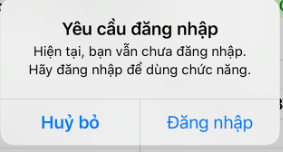 Yêu cầu đăng nhập
Hiện tại, bạn vẫn chưa đăng nhập.
Hãy đăng nhập để dùng chức năng.
Huỷ bỏ
Đăng nhập